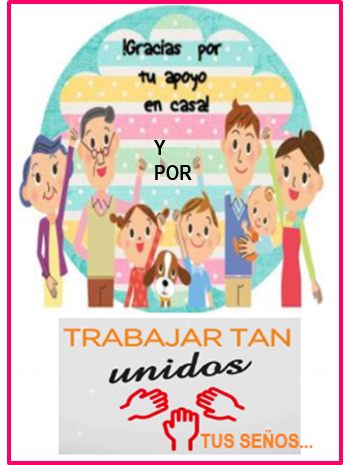 ¡Gracias por
tu apoyo
en casa!
Y
POR
TRABAJAR TAN
unidos
TUS SEÑOS...